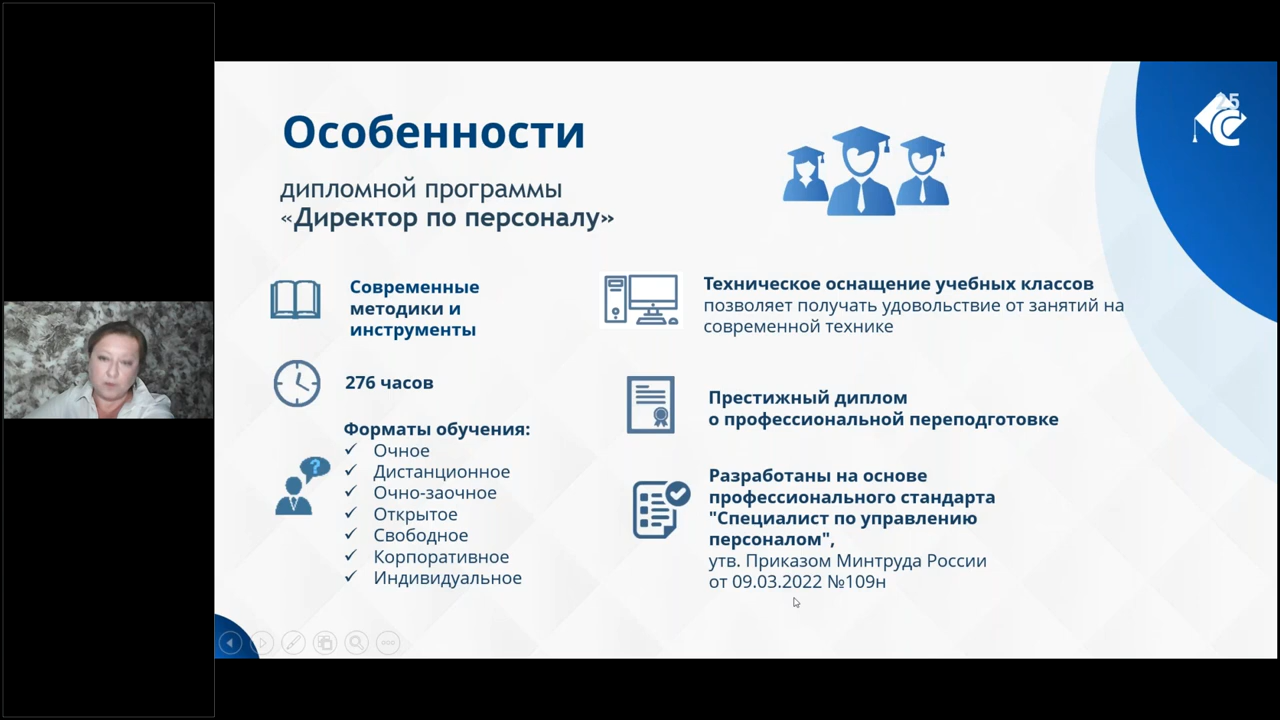 25
С
Особенности
дипломной программы
«Директор по персоналу»
Современные
методики и
инструменты
276 часов
Форматы обучения:
✓ Очное
✓ Дистанционное
✓ Очно-заочное
✓ Открытое
✓ Свободное
✓ Корпоративное
✓ Индивидуальное
Техническое оснащение учебных классов
позволяет получать удовольствие от занятий на
современной технике
Престижный диплом
о профессиональной переподготовке
Разработаны на основе
профессионального стандарта
"Специалист по управлению
персоналом",
утв. Приказом Минтруда России
от 09.03.2022 №109н